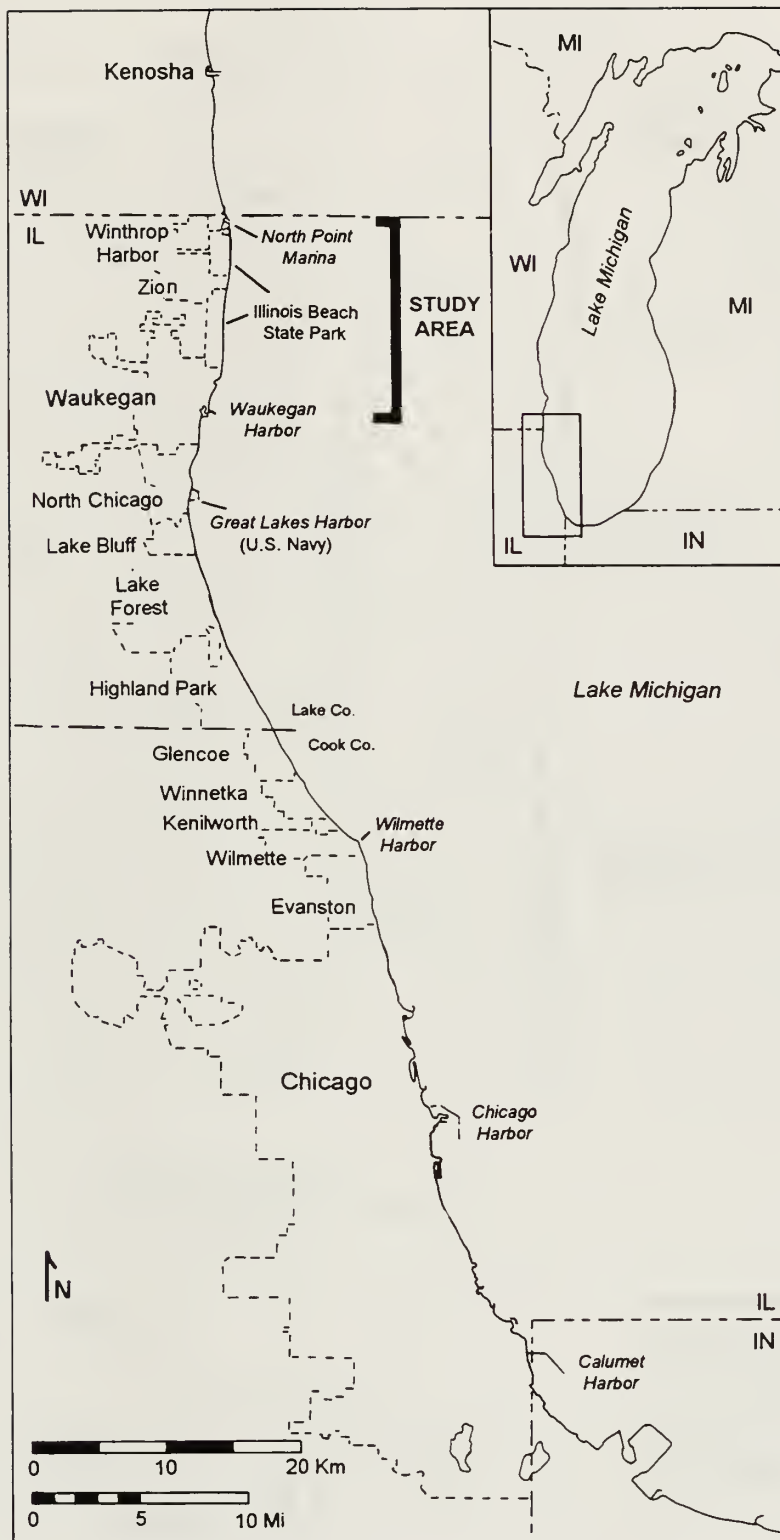 Kenosha
WI
IL
Winthrop
Harbor
North Point
Marina
Zion
Illinois Beach
State Park
STUDY
AREA
Waukegan
Waukegan
Harbor
North Chicago
Great Lakes Harbor
(U.S. Navy)
Lake Bluff
Lake
Forest
Highland Park
Lake Michigan
Lake Co.
Cook Co.
Glencoe
Winnetka
Kenilworth
Wilmette
Harbor
Wilmette
Evanston
Chicago
Chicago
Harbor
N
IL
IN
Calumet
Harbor
0 20 Km
0 5 10 Mi
MI
WI
Lake Michigan
MI
IL
IN